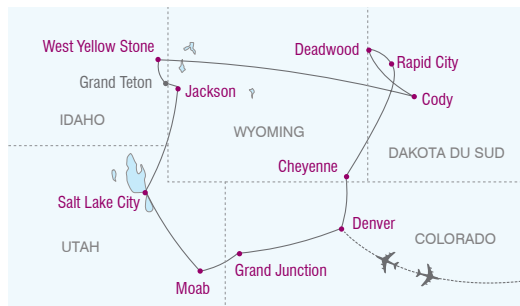 West Yellow Stone
Deadwood
Rapid City
Grand Teton
Jackson
Cody
IDAHO
WYOMING
DAKOTA DU SUD
Cheyenne
Salt Lake City
Denver
UTAH
COLORADO
Grand Junction
Moab